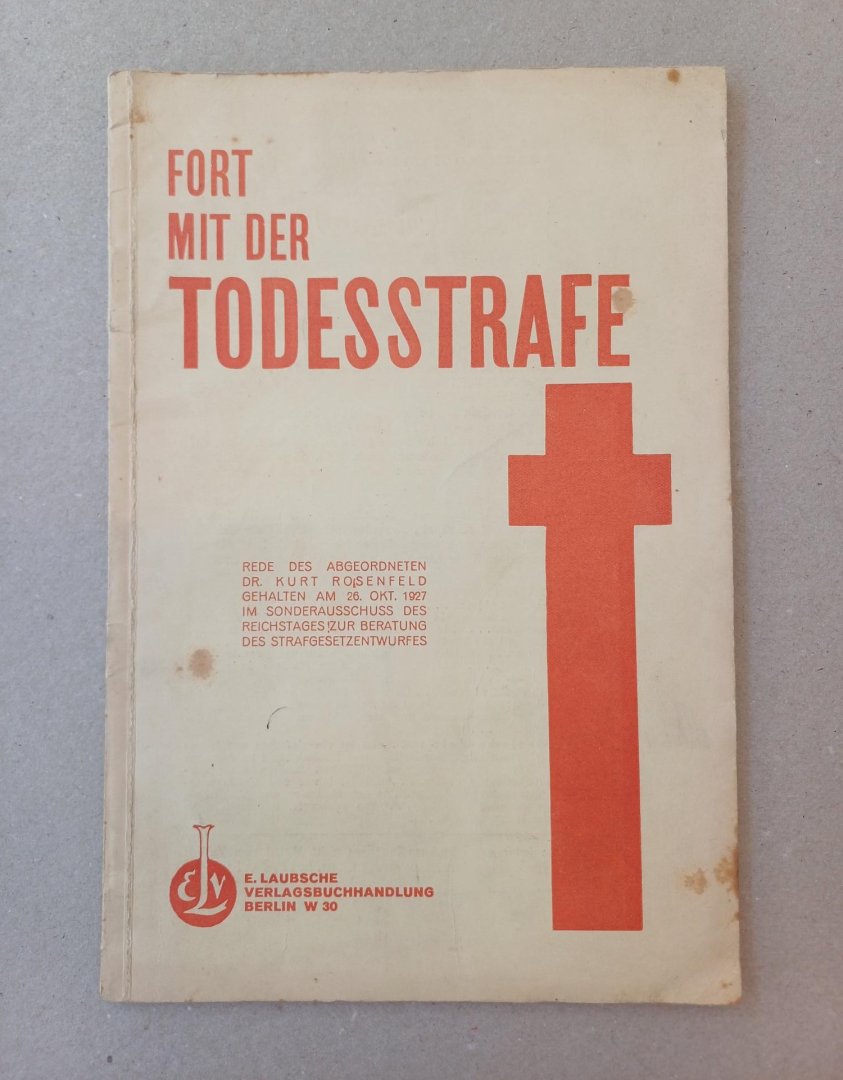 FORT
MIT DER
TODESSTRAFE
REDE DES ABGEORDNETEN
DR. KURT ROSENFELD
GEHALTEN AM 26. OKT. 1927
IM SONDERAUSSCHUSS DES
REICHSTAGES ZUR BERATUNG
DES STRAFGESETZENTWURFES
ELV
E. LAUBSCHE
VERLAGSBUCHHANDLUNG
BERLIN W 30